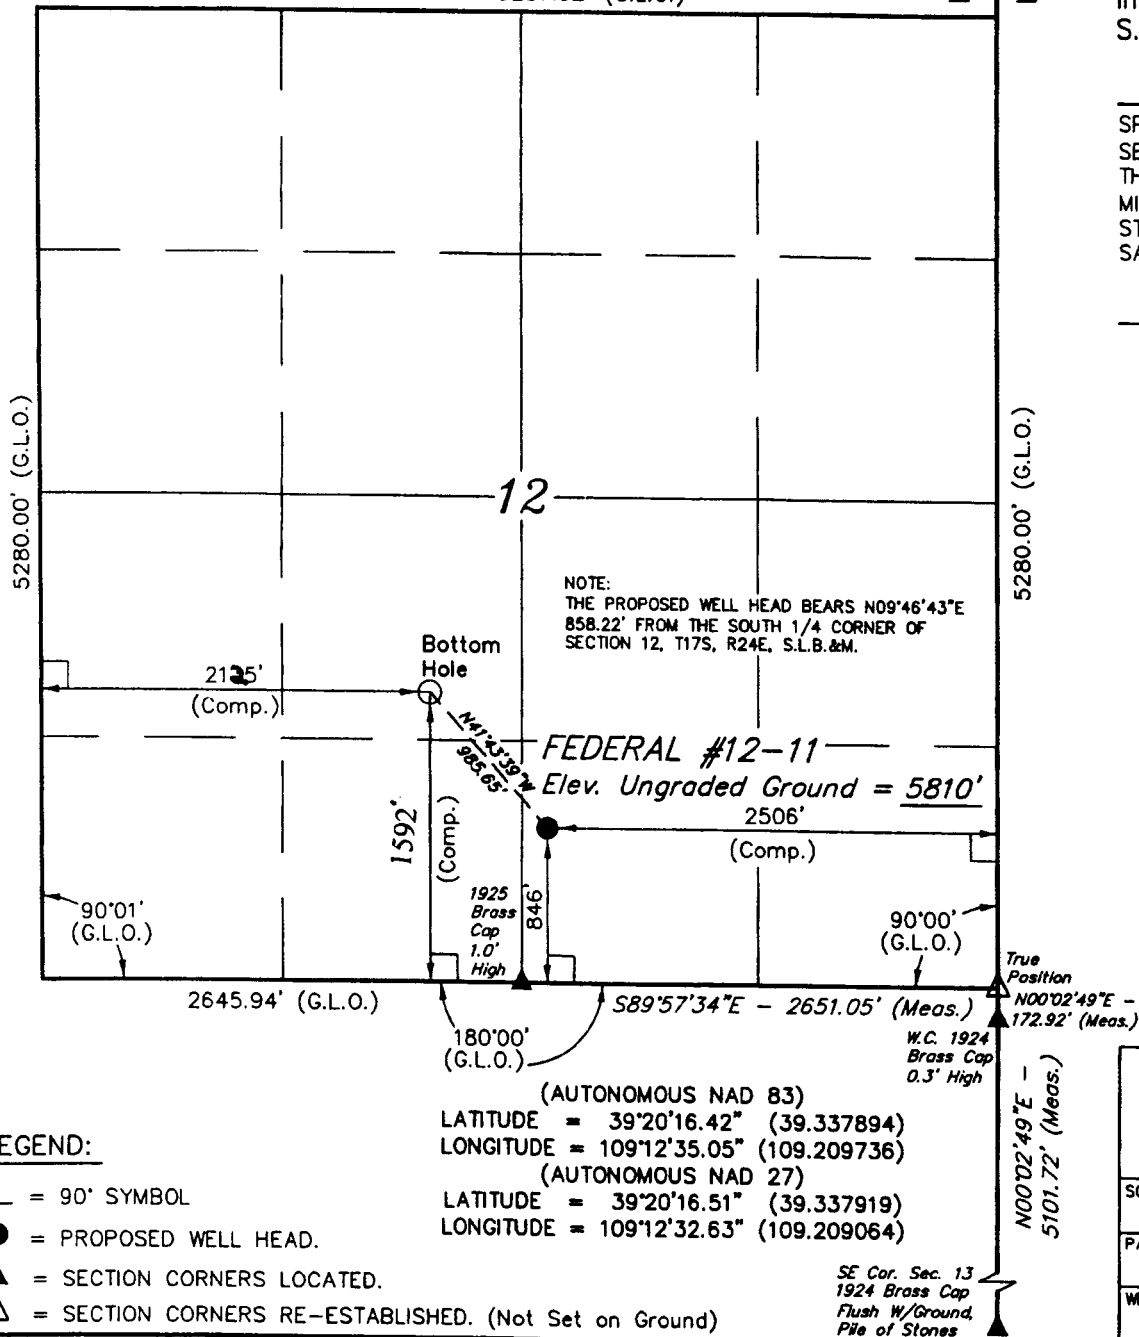 S.
5280.00' (G.L.O.)
5280.00' (G.L.O.)
12
NOTE:
THE PROPOSED WELL HEAD BEARS N09°46'43"E
858.22' FROM THE SOUTH 1/4 CORNER OF
SECTION 12, T17S, R24E, S.L.B.&M.
Bottom
Hole
(Comp.)
N41°43'39"W
985.65'
FEDERAL #12-11
Elev. Ungraded Ground = 5810'
2506'
(Comp.)
1592'
(Comp.)
846'
1925
Brass
Cap
1.0'
High
90°01'
(G.L.O.)
90°00'
(G.L.O.)
True
Position
N00°02'49"E -
172.92' (Meas.)
2645.94' (G.L.O.)
S89°57'34"E - 2651.05' (Meas.)
180°00'
(G.L.O.)
W.C. 1924
Brass Cap
0.3' High
N00°02'49"E -
5101.72' (Meas.)
(AUTONOMOUS NAD 83)
LATITUDE = 39°20'16.42" (39.337894)
LONGITUDE = 109°12'35.05" (109.209736)
(AUTONOMOUS NAD 27)
LATITUDE = 39°20'16.51" (39.337919)
LONGITUDE = 109°12'32.63" (109.209064)
EGEND:
= 90° SYMBOL
= PROPOSED WELL HEAD.
= SECTION CORNERS LOCATED.
= SECTION CORNERS RE-ESTABLISHED. (Not Set on Ground)
SE Cor. Sec. 13
1924 Brass Cap
Flush W/Ground,
Pile of Stones
SE
TH
MI
ST
SA